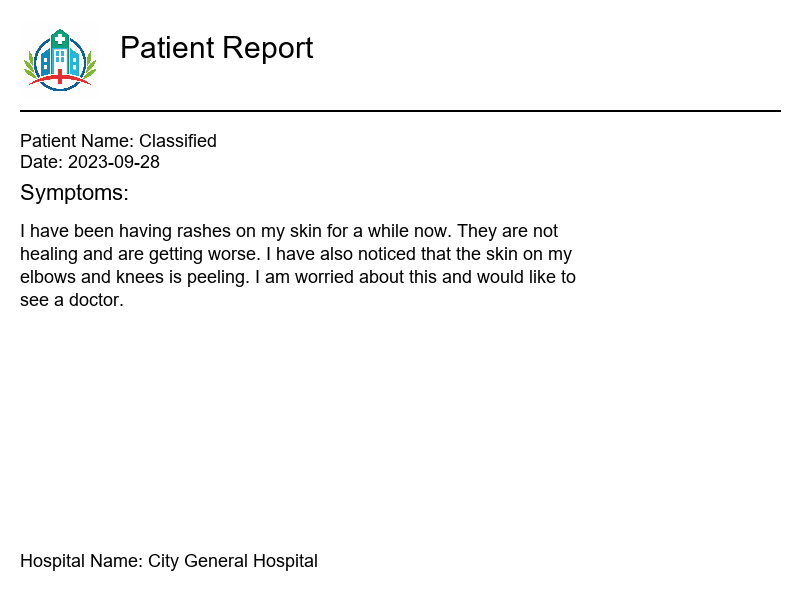 Patient Report
Patient Name: Classified
Date: 2023-09-28
Symptoms:
I have been having rashes on my skin for a while now. They are not
healing and are getting worse. I have also noticed that the skin on my
elbows and knees is peeling. I am worried about this and would like to
see a doctor.
Hospital Name: City General Hospital